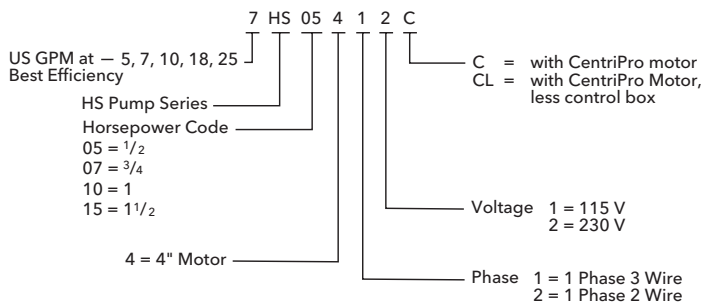 7 HS 05 4 1 2 C
US GPM at – 5, 7, 10, 18, 25
Best Efficiency
HS Pump Series
Horsepower Code
05 = 1/2
07 = 3/4
10 = 1
15 = 1 1/2
4 = 4" Motor
C = with CentriPro motor
CL = with CentriPro Motor,
less control box
Voltage 1 = 115 V
2 = 230 V
Phase 1 = 1 Phase 3 Wire
2 = 1 Phase 2 Wire